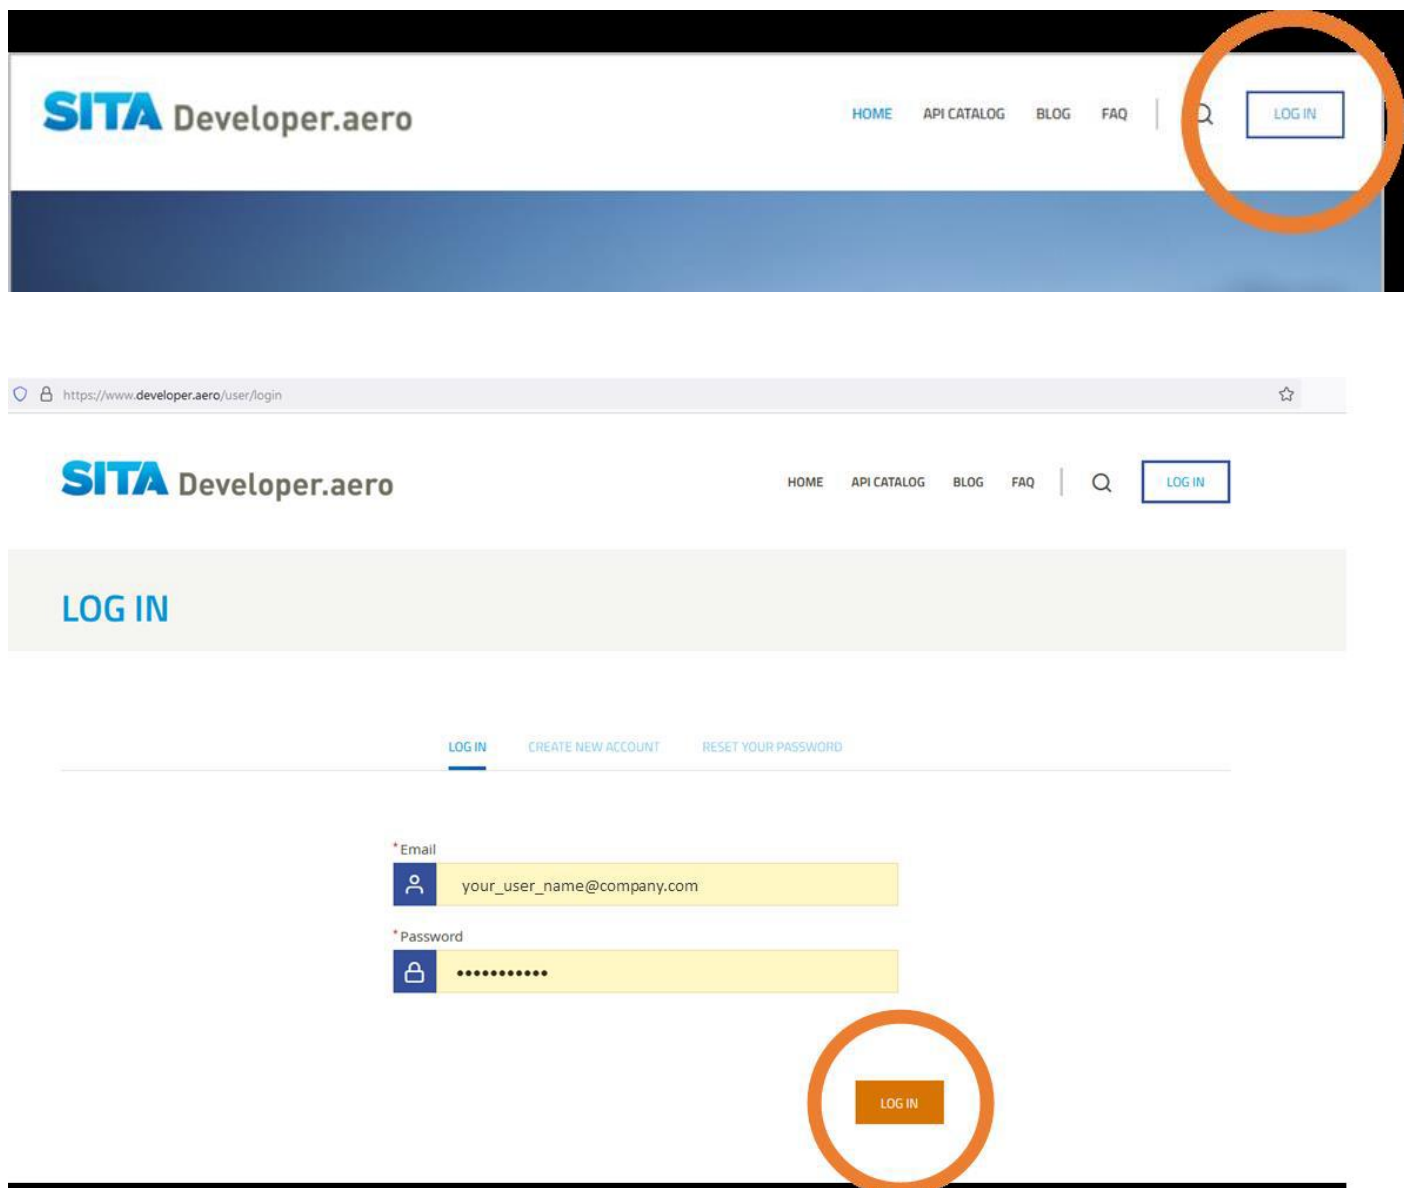 SITA Developer.aero HOME API CATALOG BLOG FAQ LOG IN
https://www.developer.aero/user/login
SITA Developer.aero HOME API CATALOG BLOG FAQ LOG IN
LOG IN
LOG IN CREATE NEW ACCOUNT RESET YOUR PASSWORD
*Email
your_user_name@company.com
*Password
•••••••••••
LOG IN